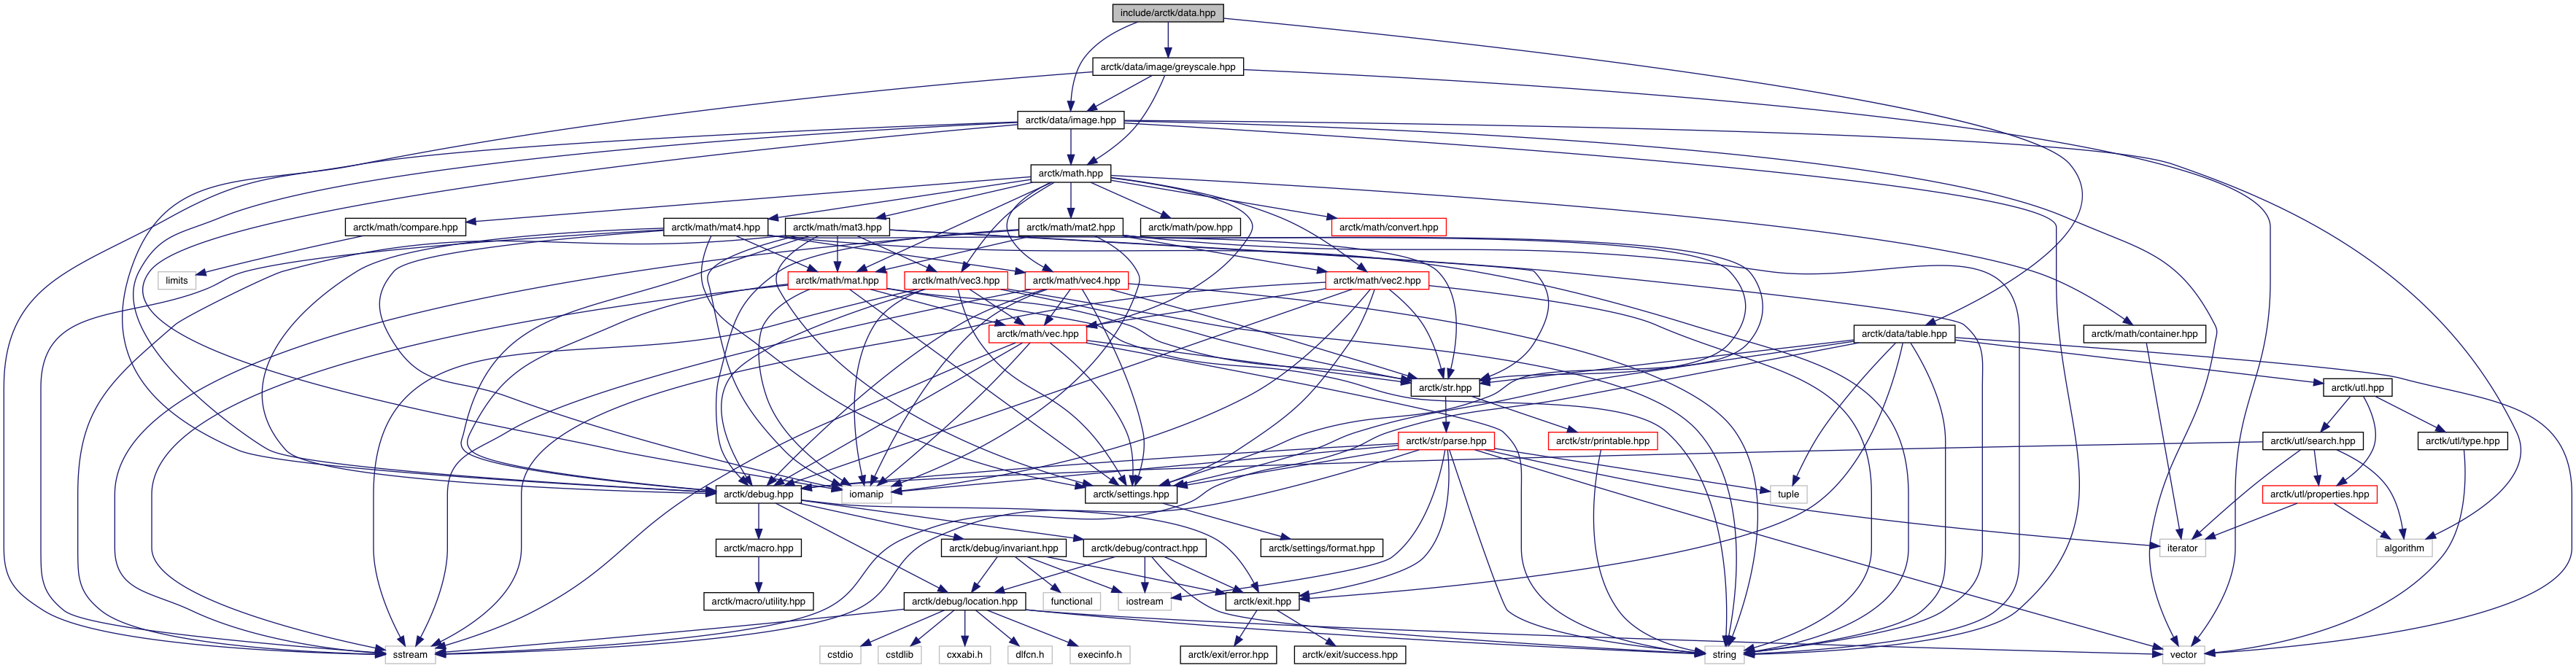 include/arctk/data.hpp
arctk/data/image/greyscale.hpp
arctk/data/image.hpp
arctk/math.hpp
arctk/math/compare.hpp
arctk/math/mat4.hpp
arctk/math/mat3.hpp
arctk/math/mat2.hpp
arctk/math/pow.hpp
arctk/math/convert.hpp
limits
arctk/math/mat.hpp
arctk/math/vec3.hpp
arctk/math/vec4.hpp
arctk/math/vec2.hpp
arctk/math/vec.hpp
arctk/data/table.hpp
arctk/math/container.hpp
arctk/str.hpp
arctk/utl.hpp
arctk/str/parse.hpp
arctk/str/printable.hpp
arctk/utl/search.hpp
arctk/utl/type.hpp
arctk/debug.hpp
iomanip
arctk/settings.hpp
tuple
arctk/utl/properties.hpp
arctk/macro.hpp
arctk/debug/invariant.hpp
arctk/debug/contract.hpp
arctk/settings/format.hpp
iterator
algorithm
arctk/macro/utility.hpp
arctk/debug/location.hpp
functional
iostream
arctk/exit.hpp
sstream
cstdio
cstdlib
cxxabi.h
dlfcn.h
execinfo.h
arctk/exit/error.hpp
arctk/exit/success.hpp
string
vector